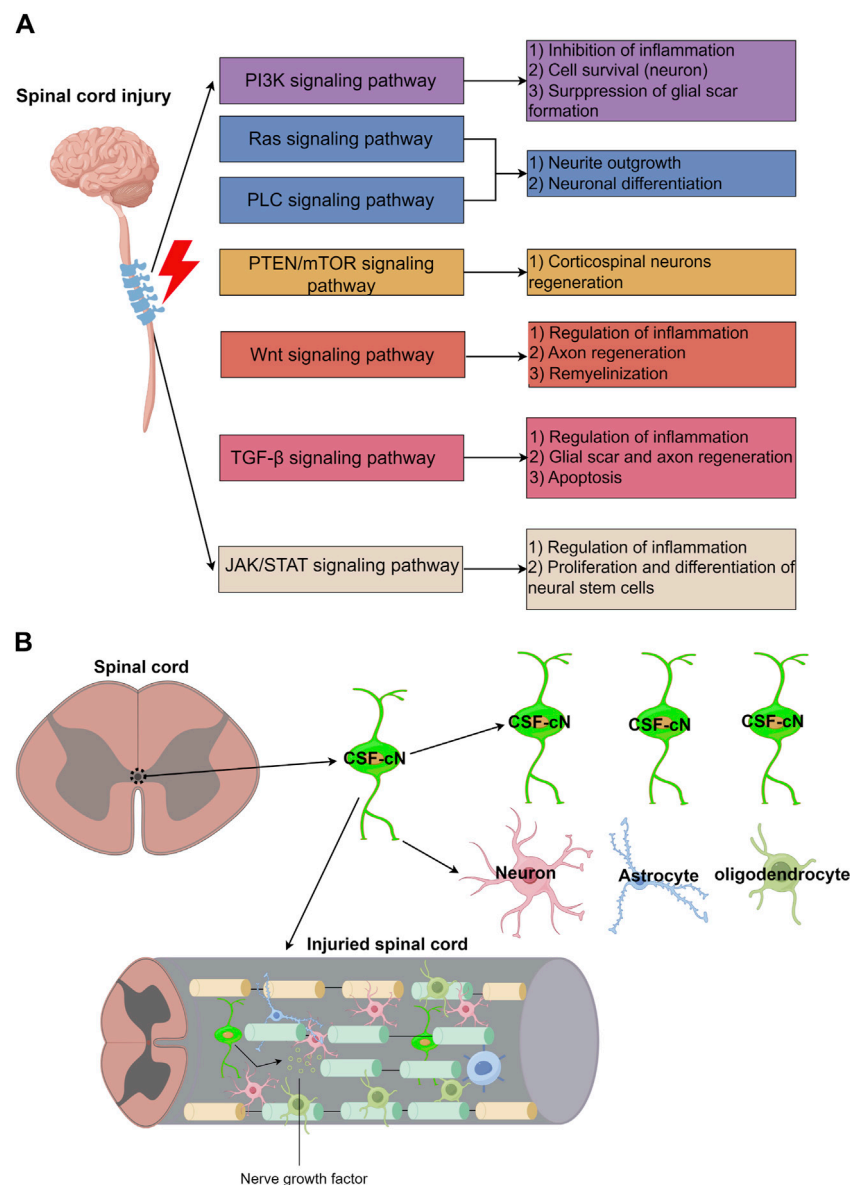 A
Spinal cord injury
PI3K signaling pathway
1) Inhibition of inflammation
2) Cell survival (neuron)
3) Surppression of glial scar
formation
Ras signaling pathway
PLC signaling pathway
1) Neurite outgrowth
2) Neuronal differentiation
PTEN/mTOR signaling
pathway
1) Corticospinal neurons
regeneration
Wnt signaling pathway
1) Regulation of inflammation
2) Axon regeneration
3) Remyelinization
TGF-β signaling pathway
1) Regulation of inflammation
2) Glial scar and axon regeneration
3) Apoptosis
JAK/STAT signaling pathway
1) Regulation of inflammation
2) Proliferation and differentiation of
neural stem cells
B
Spinal cord
CSF-cN
CSF-cN
CSF-cN
CSF-cN
Neuron
Astrocyte
oligodendrocyte
Injuried spinal cord
Nerve growth factor